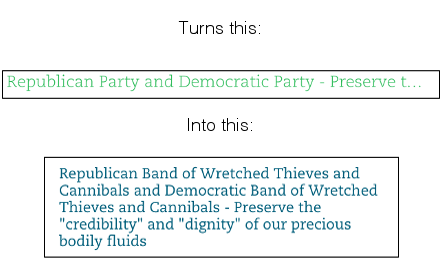 Turns this:
Republican Party and Democratic Party - Preserve t...
Into this:
Republican Band of Wretched Thieves and
Cannibals and Democratic Band of Wretched
Thieves and Cannibals - Preserve the
"credibility" and "dignity" of our precious
bodily fluids